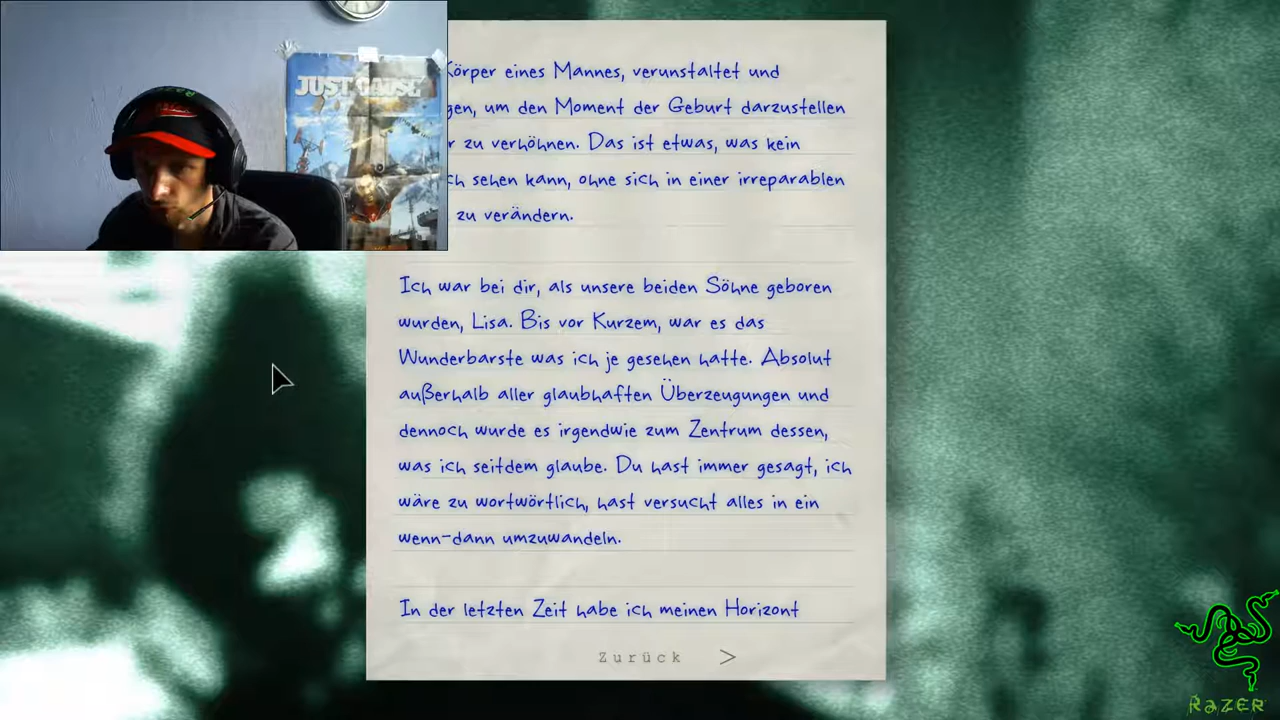 JUST CAUSE
Körper eines Mannes, verunstaltet und
gen, um den Moment der Geburt darzustellen
r zu verhöhnen. Das ist etwas, was kein
ch sehen kann, ohne sich in einer irreparablen
zu verändern.
Ich war bei dir, als unsere beiden Söhne geboren
wurden, Lisa. Bis vor Kurzem, war es das
Wunderbarste was ich je gesehen hatte. Absolut
außerhalb aller glaubhaften Überzeugungen und
dennoch wurde es irgendwie zum Zentrum dessen,
was ich seitdem glaube. Du hast immer gesagt, ich
wäre zu wortwörtlich, hast versucht alles in ein
wenn-dann umzuwandeln.
In der letzten Zeit habe ich meinen Horizont
Zurück >
RAZER